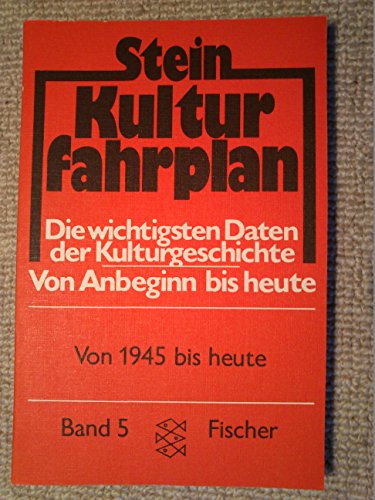 Stein
Kultur
fahrplan
Die wichtigsten Daten
der Kulturgeschichte
Von Anbeginn bis heute
Von 1945 bis heute
Band 5 Fischer